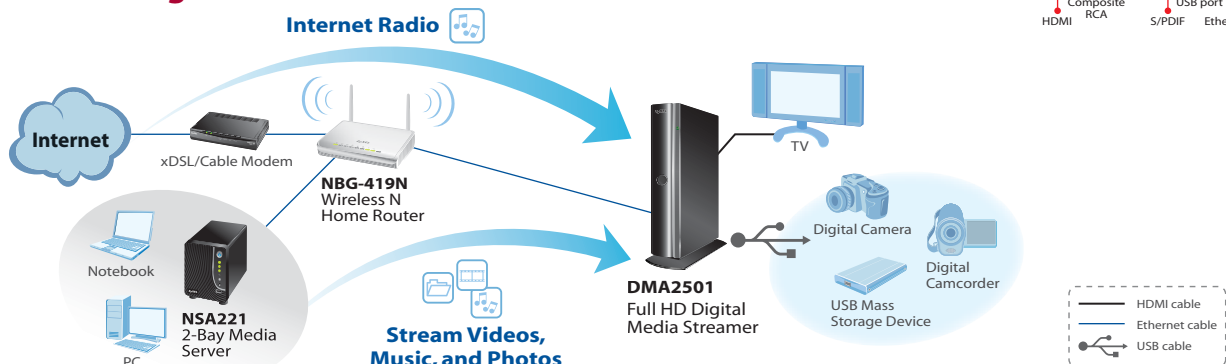 Composite
RCA
USB port
HDMI
S/PDIF
Internet Radio
Internet
xDSL/Cable Modem
NBG-419N
Wireless N
Home Router
TV
Digital Camera
Digital
Camcorder
USB Mass
Storage Device
Notebook
PC
NSA221
2-Bay Media
Server
DMA2501
Full HD Digital
Media Streamer
Stream Videos,
Music, and Photos
HDMI cable
Ethernet cable
USB cable